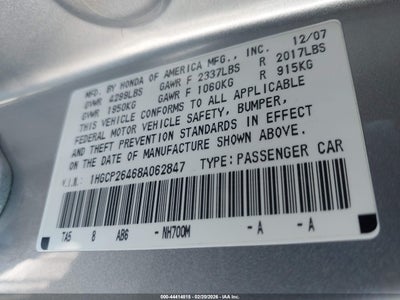 MFD. BY HONDA OF AMERICA MFG., INC. 12/07
GVWR 4299LBS GAWR F 2337LBS R 2017LBS
GVWR 1950KG GAWR F 1060KG R 915KG
THIS VEHICLE CONFORMS TO ALL APPLICABLE
FEDERAL MOTOR VEHICLE SAFETY, BUMPER,
AND THEFT PREVENTION STANDARDS IN EFFECT
ON THE DATE OF MANUFACTURE SHOWN ABOVE.
V.I.N.: 1HGCP26468A062847 TYPE:PASSENGER CAR
TA5 8 AB6 -NH700M -A -A
00-44414815 - 02/20/2026 - IAA Inc.